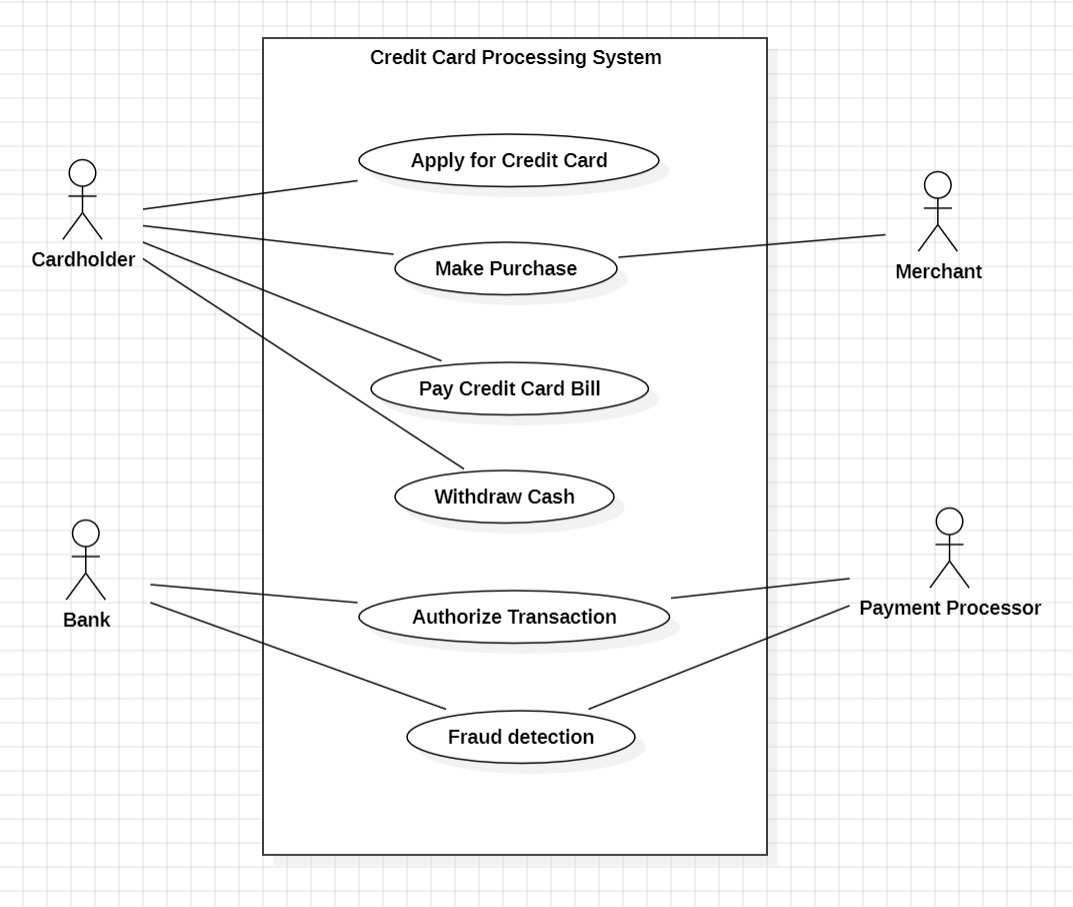 Credit Card Processing System
Apply for Credit Card
Cardholder
Make Purchase
Merchant
Pay Credit Card Bill
Withdraw Cash
Bank
Authorize Transaction
Payment Processor
Fraud detection